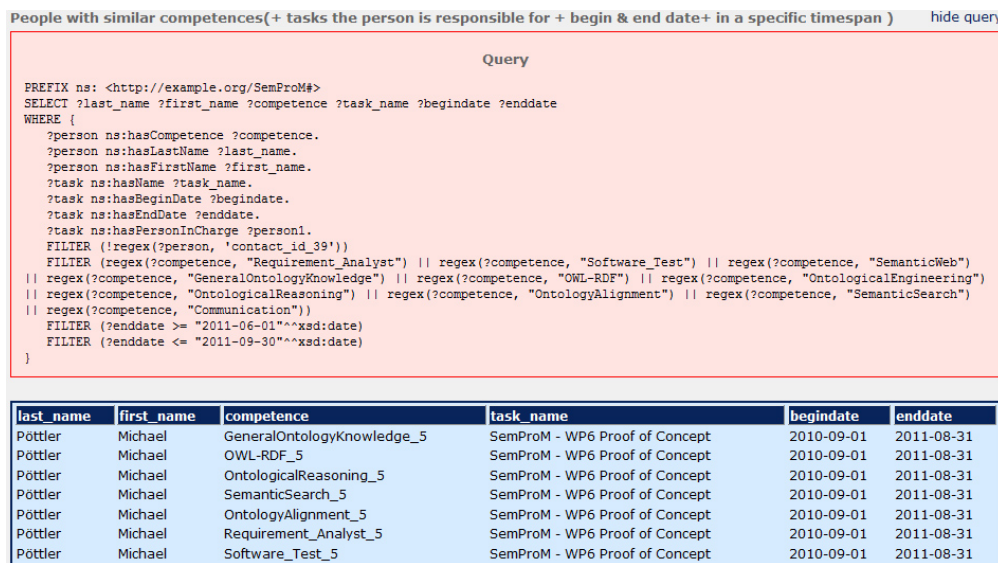 People with similar competences(+ tasks the person is responsible for + begin & end date+ in a specific timespan ) hide query
Query
PREFIX ns: <http://example.org/SemProM#>
SELECT ?last_name ?first_name ?competence ?task_name ?begindate ?enddate
WHERE {
?person ns:hasCompetence ?competence.
?person ns:hasLastName ?last_name.
?person ns:hasFirstName ?first_name.
?task ns:hasName ?task_name.
?task ns:hasBeginDate ?begindate.
?task ns:hasEndDate ?enddate.
?task ns:hasPersonInCharge ?person1.
FILTER (!regex(?person, 'contact_id_39'))
FILTER (regex(?competence, "Requirement_Analyst") || regex(?competence, "Software_Test") || regex(?competence, "SemanticWeb")
|| regex(?competence, "GeneralOntologyKnowledge") || regex(?competence, "OWL-RDF") || regex(?competence, "OntologicalEngineering")
|| regex(?competence, "OntologicalReasoning") || regex(?competence, "OntologyAlignment") || regex(?competence, "SemanticSearch")
|| regex(?competence, "Communication"))
FILTER (?enddate >= "2011-06-01"^^xsd:date)
FILTER (?enddate <= "2011-09-30"^^xsd:date)
}
last_name first_name competence task_name begindate enddate
Pöttler Michael GeneralOntologyKnowledge_5 SemProM - WP6 Proof of Concept 2010-09-01 2011-08-31
Pöttler Michael OWL-RDF_5 SemProM - WP6 Proof of Concept 2010-09-01 2011-08-31
Pöttler Michael OntologicalReasoning_5 SemProM - WP6 Proof of Concept 2010-09-01 2011-08-31
Pöttler Michael SemanticSearch_5 SemProM - WP6 Proof of Concept 2010-09-01 2011-08-31
Pöttler Michael OntologyAlignment_5 SemProM - WP6 Proof of Concept 2010-09-01 2011-08-31
Pöttler Michael Requirement_Analyst_5 SemProM - WP6 Proof of Concept 2010-09-01 2011-08-31
Pöttler Michael Software_Test_5 SemProM - WP6 Proof of Concept 2010-09-01 2011-08-31